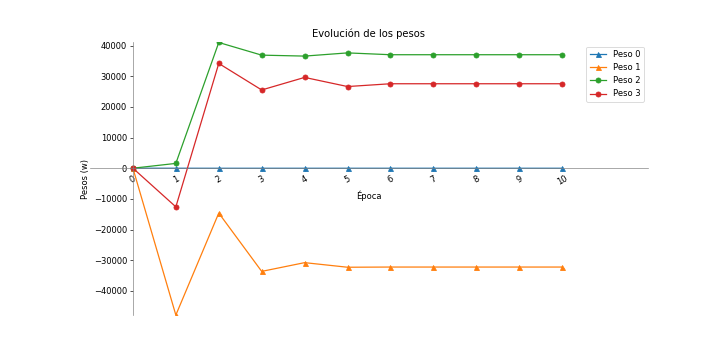 Evolución de los pesos
40000
30000
20000
10000
0
−10000
−20000
−30000
−40000
Pesos (w)
0 1 2 3 4 5 6 7 8 9 10
Época
Peso 0
Peso 1
Peso 2
Peso 3